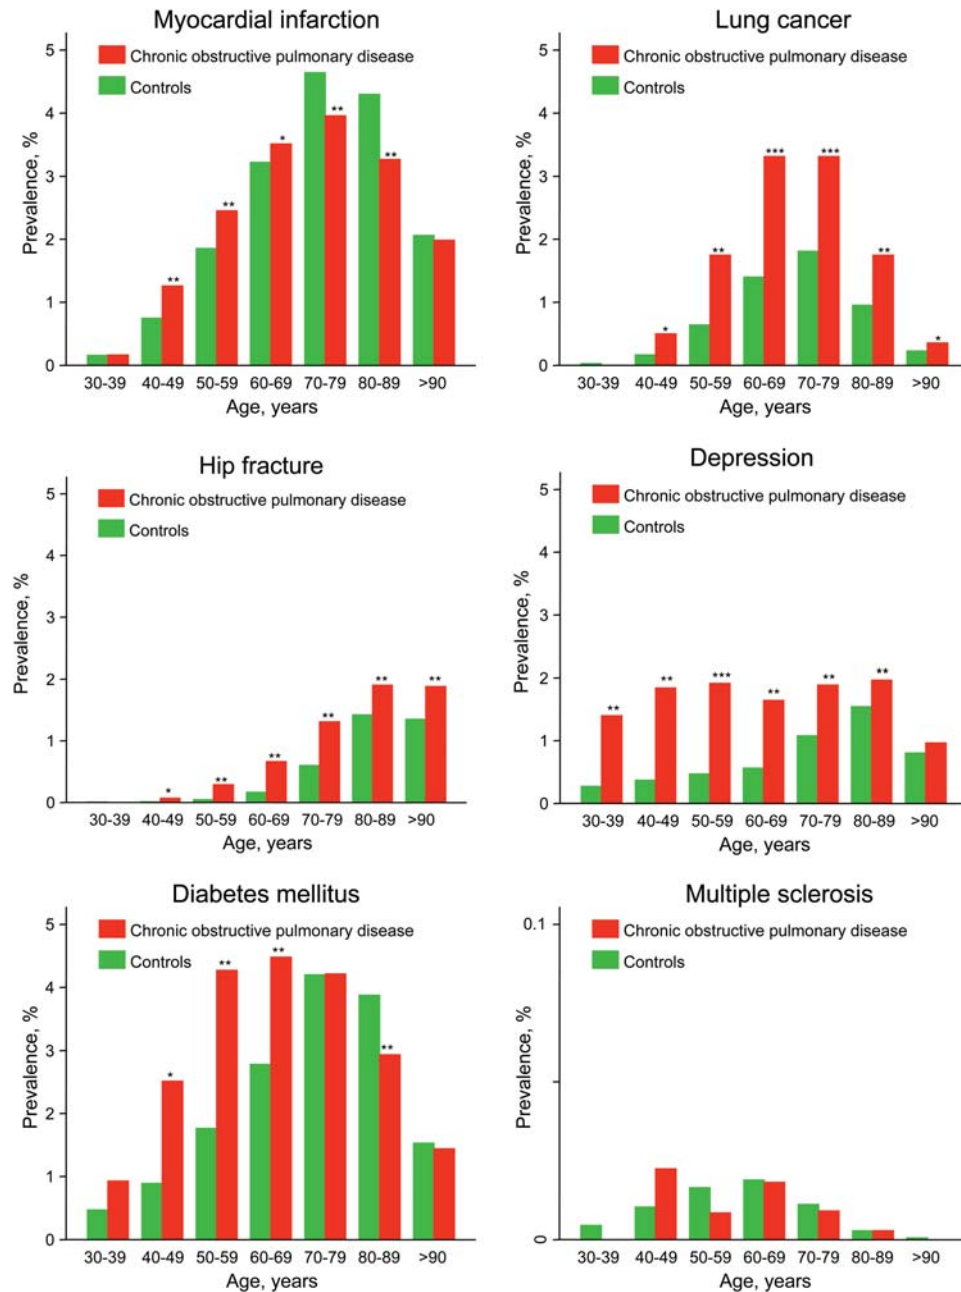 Myocardial infarction
5
4
3
2
1
0
Prevalence, %
Chronic obstructive pulmonary disease
Controls
**
**
*
**
**
30-39 40-49 50-59 60-69 70-79 80-89 >90
Age, years
Lung cancer
5
4
3
2
1
0
Prevalence, %
Chronic obstructive pulmonary disease
Controls
*
**
***
***
**
*
30-39 40-49 50-59 60-69 70-79 80-89 >90
Age, years
Hip fracture
5
4
3
2
1
0
Prevalence, %
Chronic obstructive pulmonary disease
Controls
*
**
**
**
**
**
30-39 40-49 50-59 60-69 70-79 80-89 >90
Age, years
Depression
5
4
3
2
1
0
Prevalence, %
Chronic obstructive pulmonary disease
Controls
**
**
***
**
**
**
30-39 40-49 50-59 60-69 70-79 80-89 >90
Age, years
Diabetes mellitus
5
4
3
2
1
0
Prevalence, %
Chronic obstructive pulmonary disease
Controls
*
**
**
**
30-39 40-49 50-59 60-69 70-79 80-89 >90
Age, years
Multiple sclerosis
0.1
0
Prevalence, %
Chronic obstructive pulmonary disease
Controls
30-39 40-49 50-59 60-69 70-79 80-89 >90
Age, years